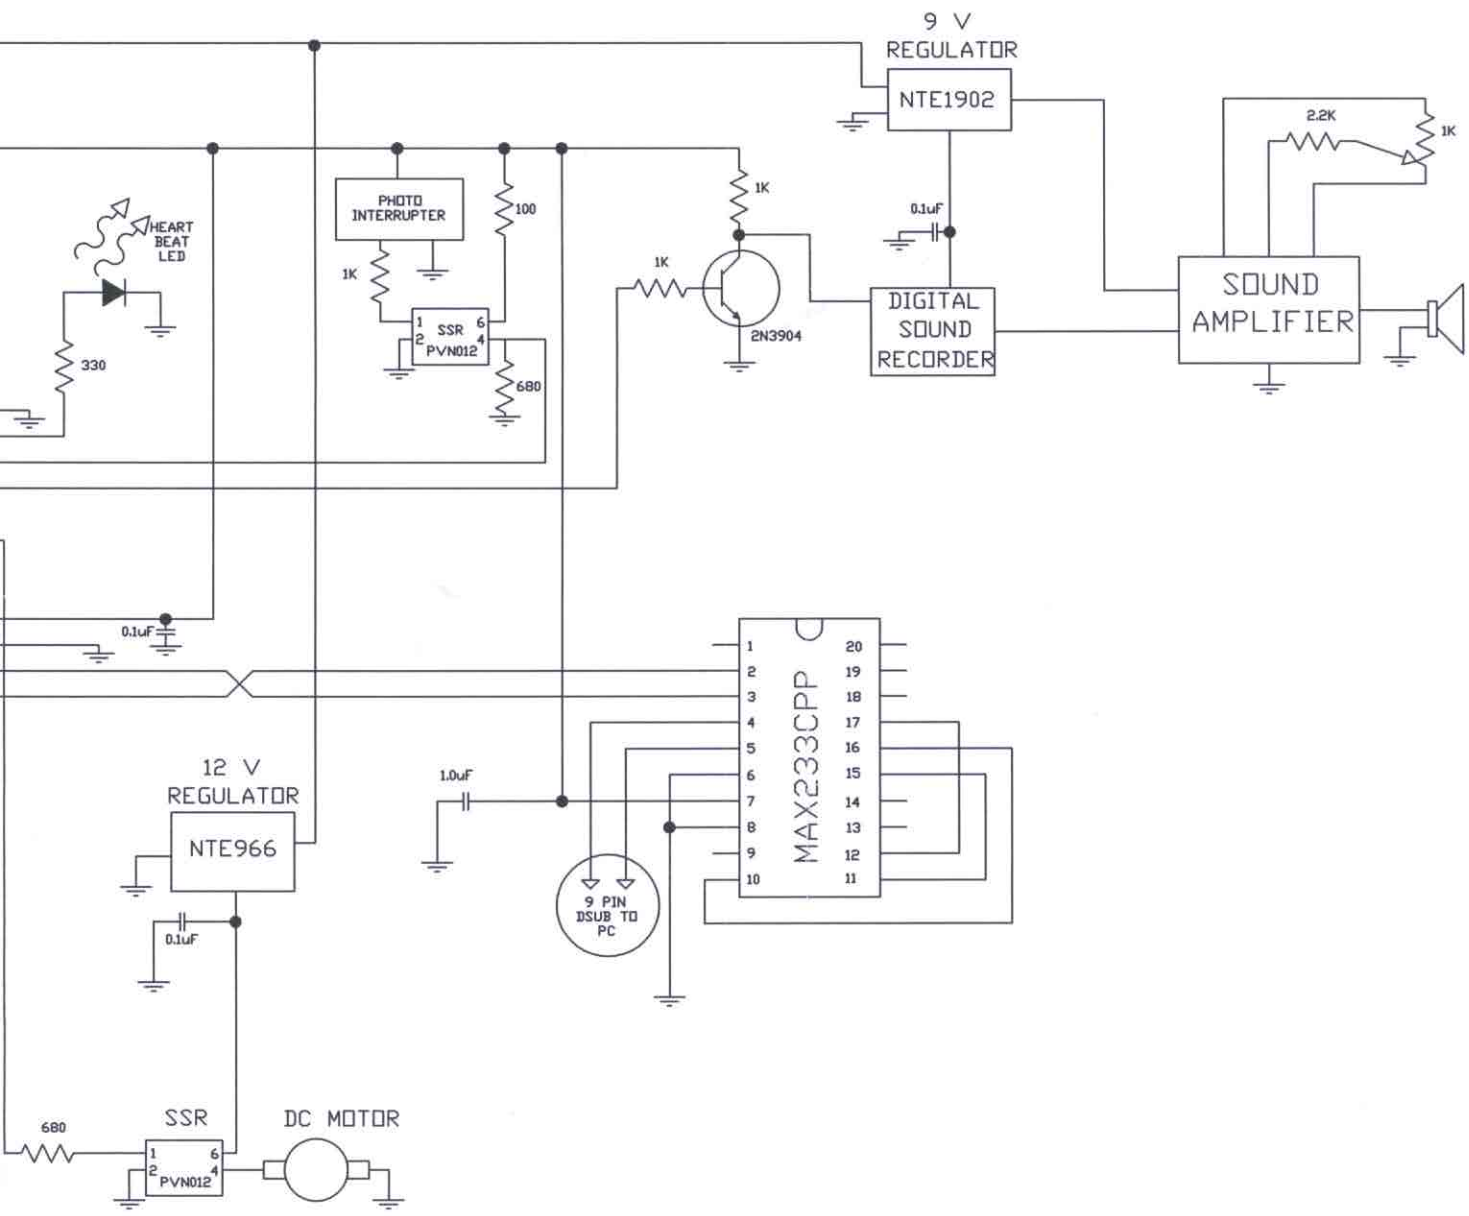 9 V
REGULATOR
NTE1902
2.2K
1K
PHOTO
INTERRUPTER
100
1K
0.1uF
HEART
BEAT
LED
1K
1K
330
1
2
SSR
PVN012
6
4
680
2N3904
DIGITAL
SOUND
RECORDER
SOUND
AMPLIFIER
0.1uF
12 V
REGULATOR
NTE966
0.1uF
1.0uF
1
2
3
4
5
6
7
8
9
10
MAX233CPP
20
19
18
17
16
15
14
13
12
11
9 PIN
DSUB TO
PC
680
SSR
1
2
6
4
PVN012
DC MOTOR